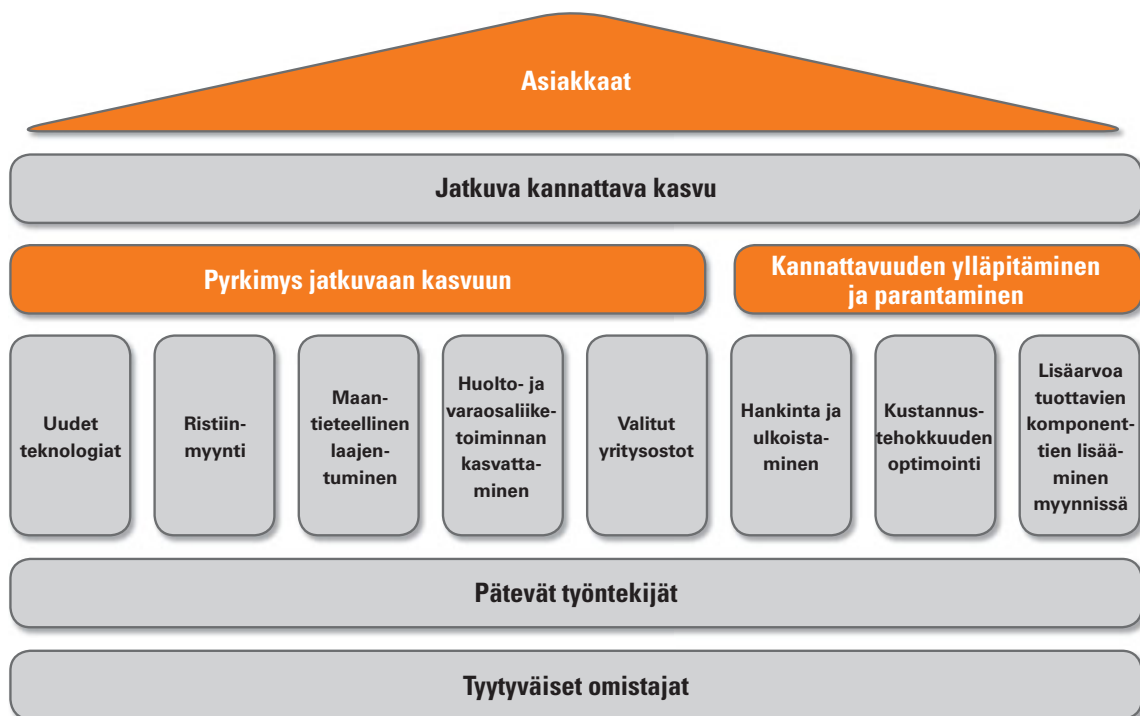 Asiakkaat
Jatkuva kannattava kasvu
Pyrkimys jatkuvaan kasvuun
Kannattavuuden ylläpitäminen
ja parantaminen
Uudet
teknologiat
Ristiin-
myynti
Maan-
tieteellinen
laajen-
tuminen
Huolto- ja
varaosaliike-
toiminnan
kasvatta-
minen
Valitut
yritysostot
Hankinta ja
ulkoista-
minen
Kustannus-
tehokkuuden
optimointi
Lisäarvoa
tuottavien
komponent-
tien lisää-
minen
myynnissä
Pätevät työntekijät
Tyytyväiset omistajat